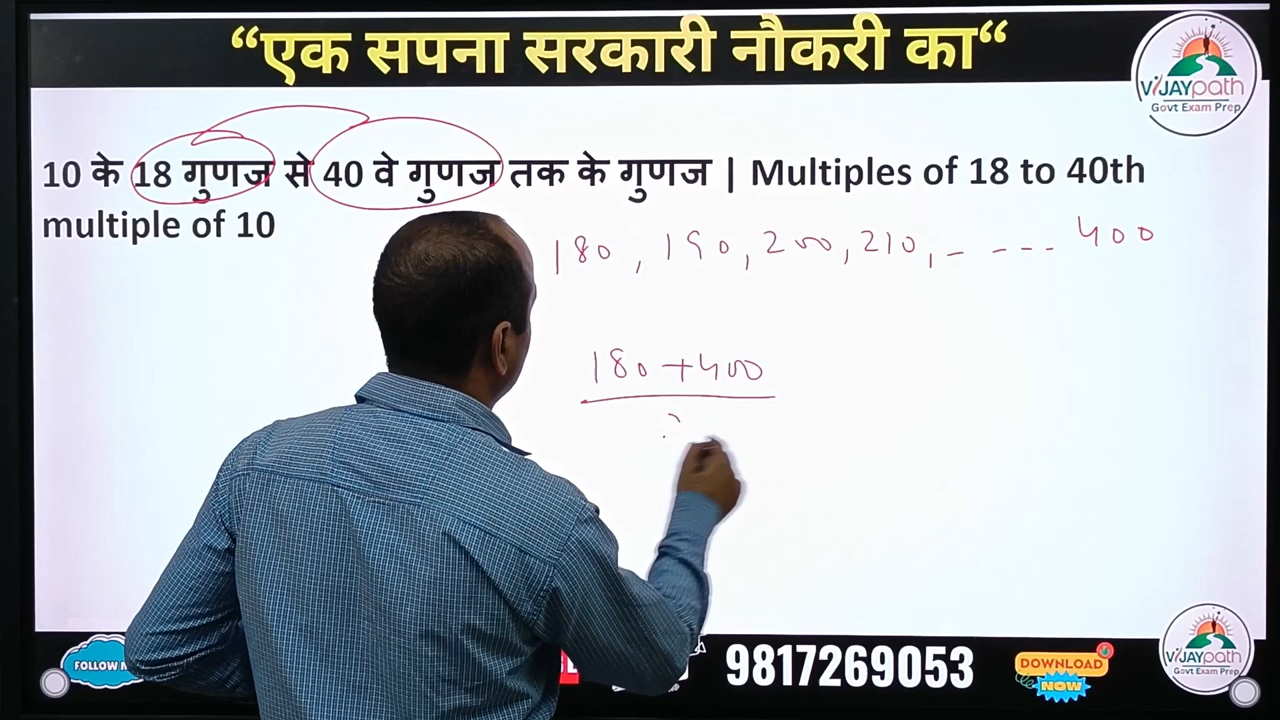 “एक सपना सरकारी नौकरी का“
VIJAYpath
Govt Exam Prep
10 के 18 गुणज से 40 वे गुणज तक के गुणज | Multiples of 18 to 40th
multiple of 10
180, 190, 200, 210, - --- 400
180+400
FOLLOW
9817269053
DOWNLOAD
NOW
VIJAYpath
Govt Exam Prep